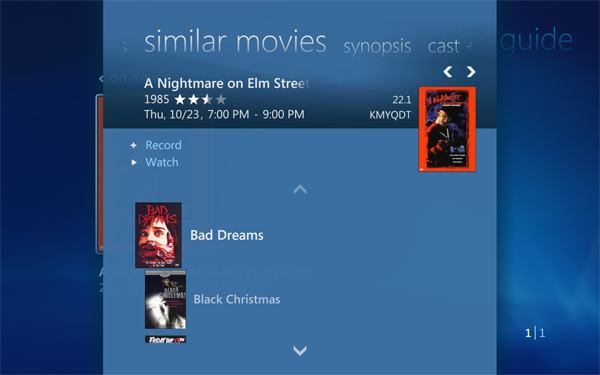 s similar movies synopsis cast guide
A Nightmare on Elm Street
1985
22.1
Thu, 10/23, 7:00 PM - 9:00 PM
KMYQDT
+ Record
Watch
BAD DREAMS
Bad Dreams
BLACK CHRISTMAS
Black Christmas
1|1